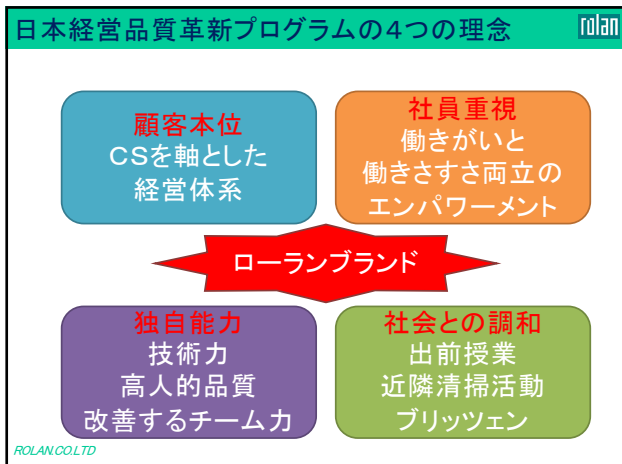 日本経営品質革新プログラムの4つの理念
rolan
顧客本位
CSを軸とした
経営体系
社員重視
働きがいと
働きさすさ両立の
エンパワーメント
ローランブランド
独自能力
技術力
高人的品質
改善するチーム力
社会との調和
出前授業
近隣清掃活動
ブリッツェン
ROLAN.CO.LTD